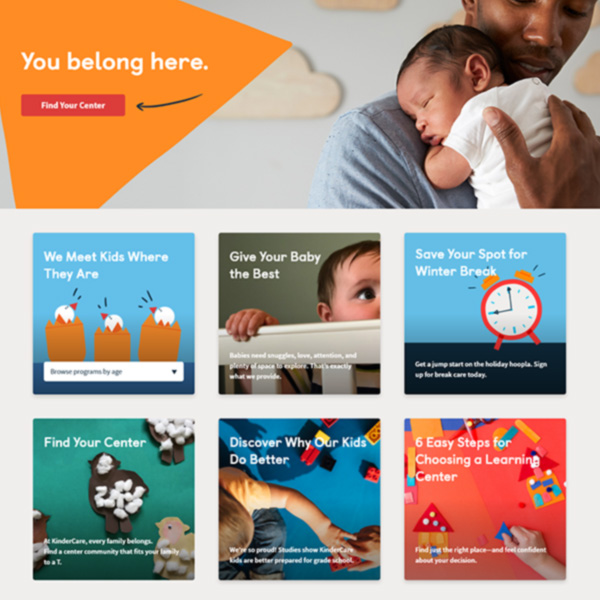 You belong here.
Find Your Center
We Meet Kids Where
They Are
Browse programs by age
Give Your Baby
the Best
Babies need snuggles, love, attention, and
plenty of space to explore. That's exactly
what we provide.
Save Your Spot for
Winter Break
Get a jump start on the holiday hoopla. Sign
up for break care today.
Find Your Center
At KinderCare, every family belongs.
Find a center community that fits your family
to a T.
Discover Why Our Kids
Do Better
We're so proud! Studies show KinderCare
kids are better prepared for grade school.
6 Easy Steps for
Choosing a Learning
Center
Find just the right place—and feel confident
about your decision.